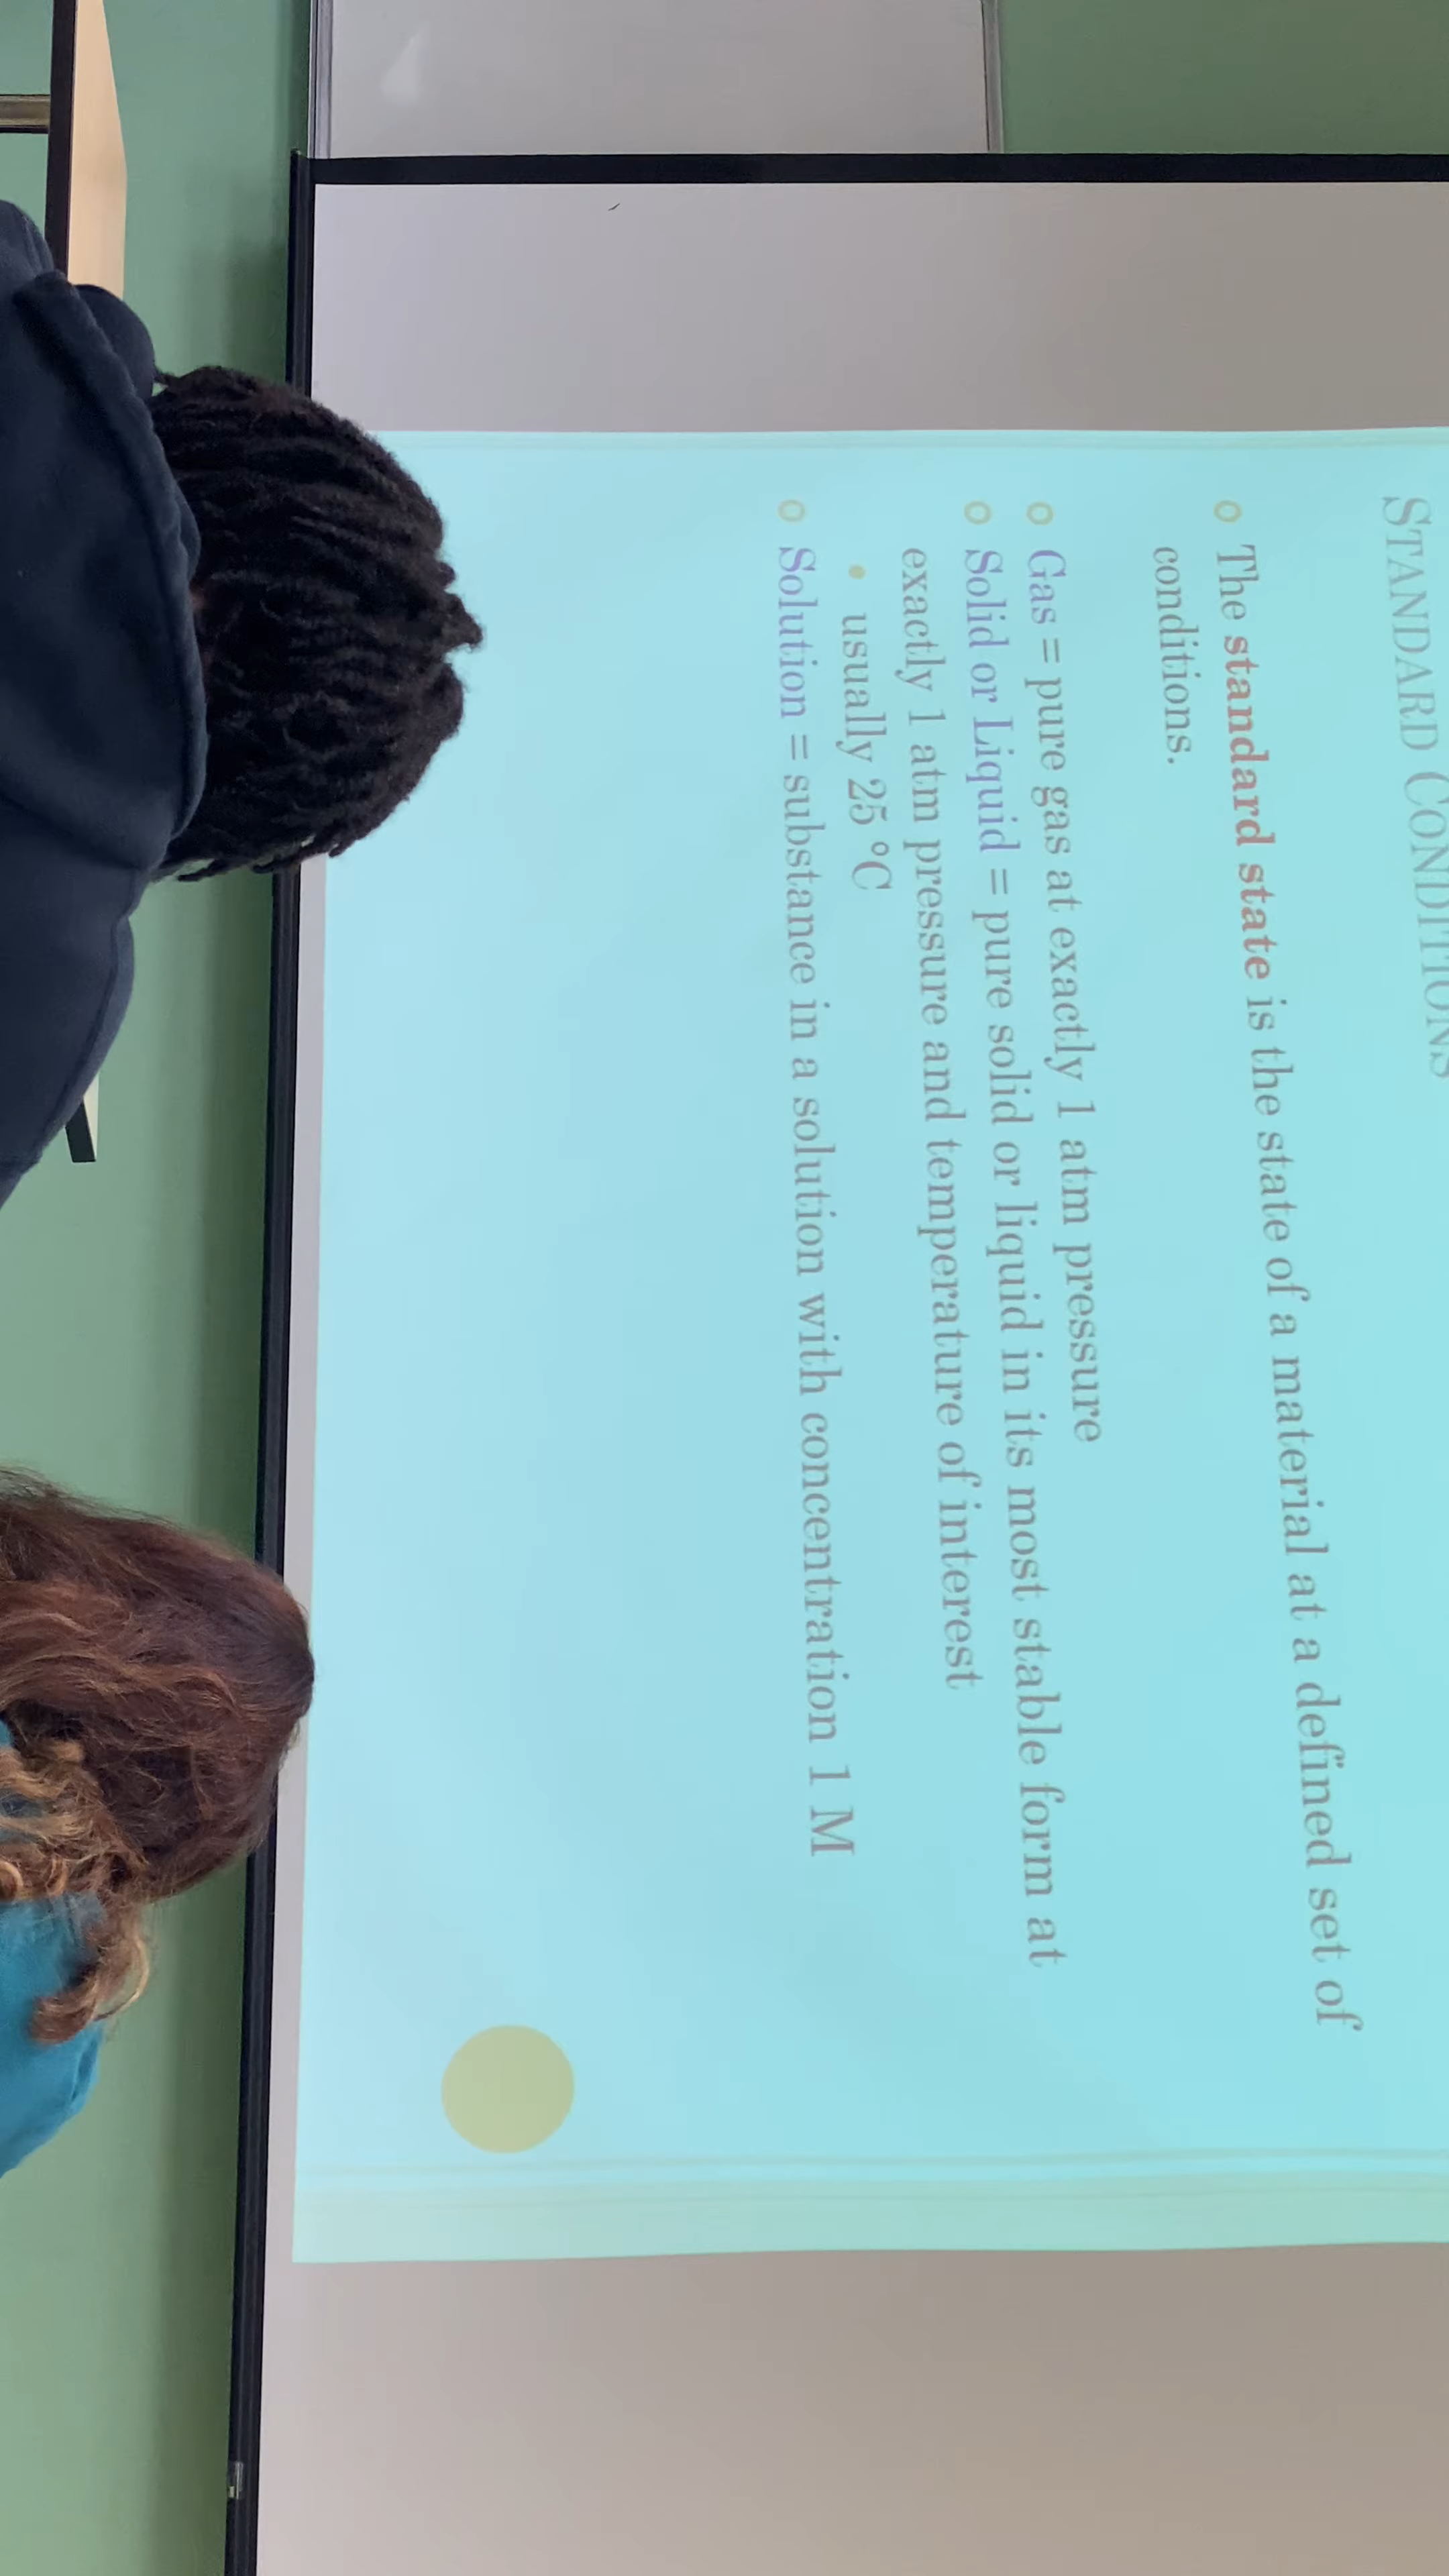 STANDARD CONDITIONS
The standard state is the state of a material at a defined set of
conditions.
Gas = pure gas at exactly 1 atm pressure
Solid or Liquid = pure solid or liquid in its most stable form at
exactly 1 atm pressure and temperature of interest
usually 25 °C
Solution = substance in a solution with concentration 1 M